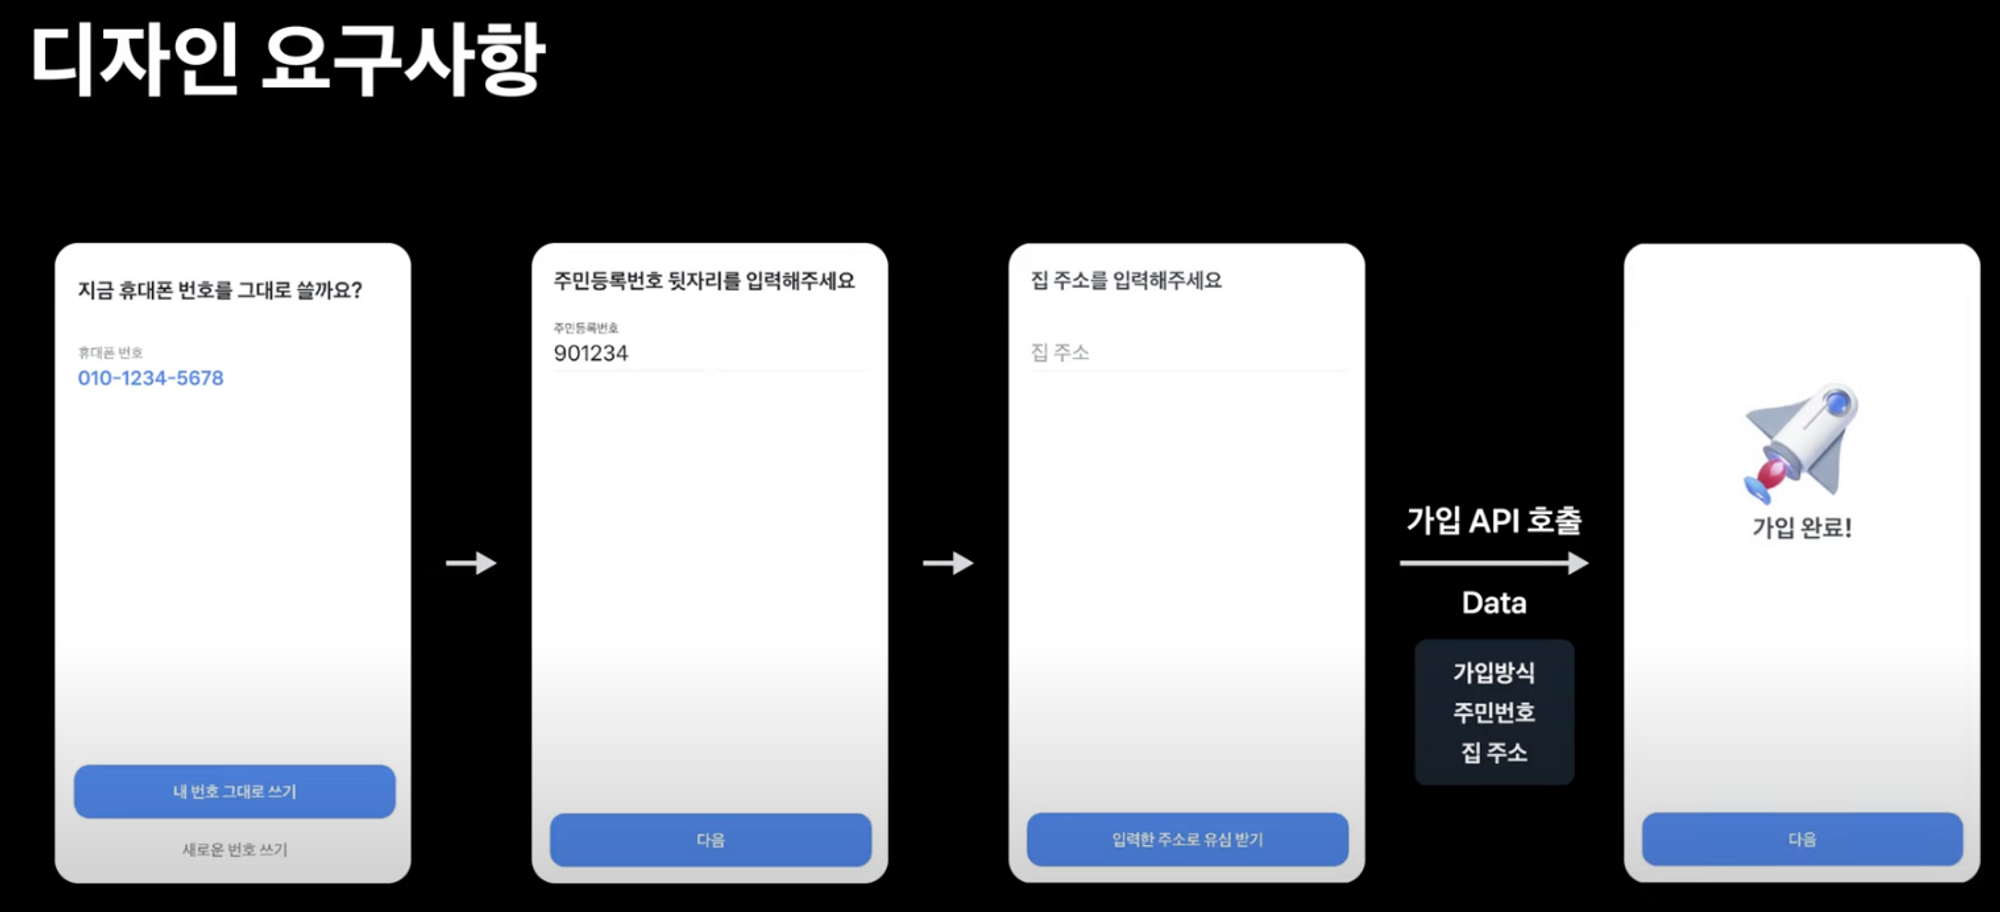 디자인 요구사항
지금 휴대폰 번호를 그대로 쓸까요?
휴대폰 번호
010-1234-5678
내 번호 그대로 쓰기
새로운 번호 쓰기
주민등록번호 뒷자리를 입력해주세요
주민등록번호
901234
다음
집 주소를 입력해주세요
집 주소
입력한 주소로 유심 받기
가입 API 호출
Data
가입방식
주민번호
집 주소
가입 완료!
다음